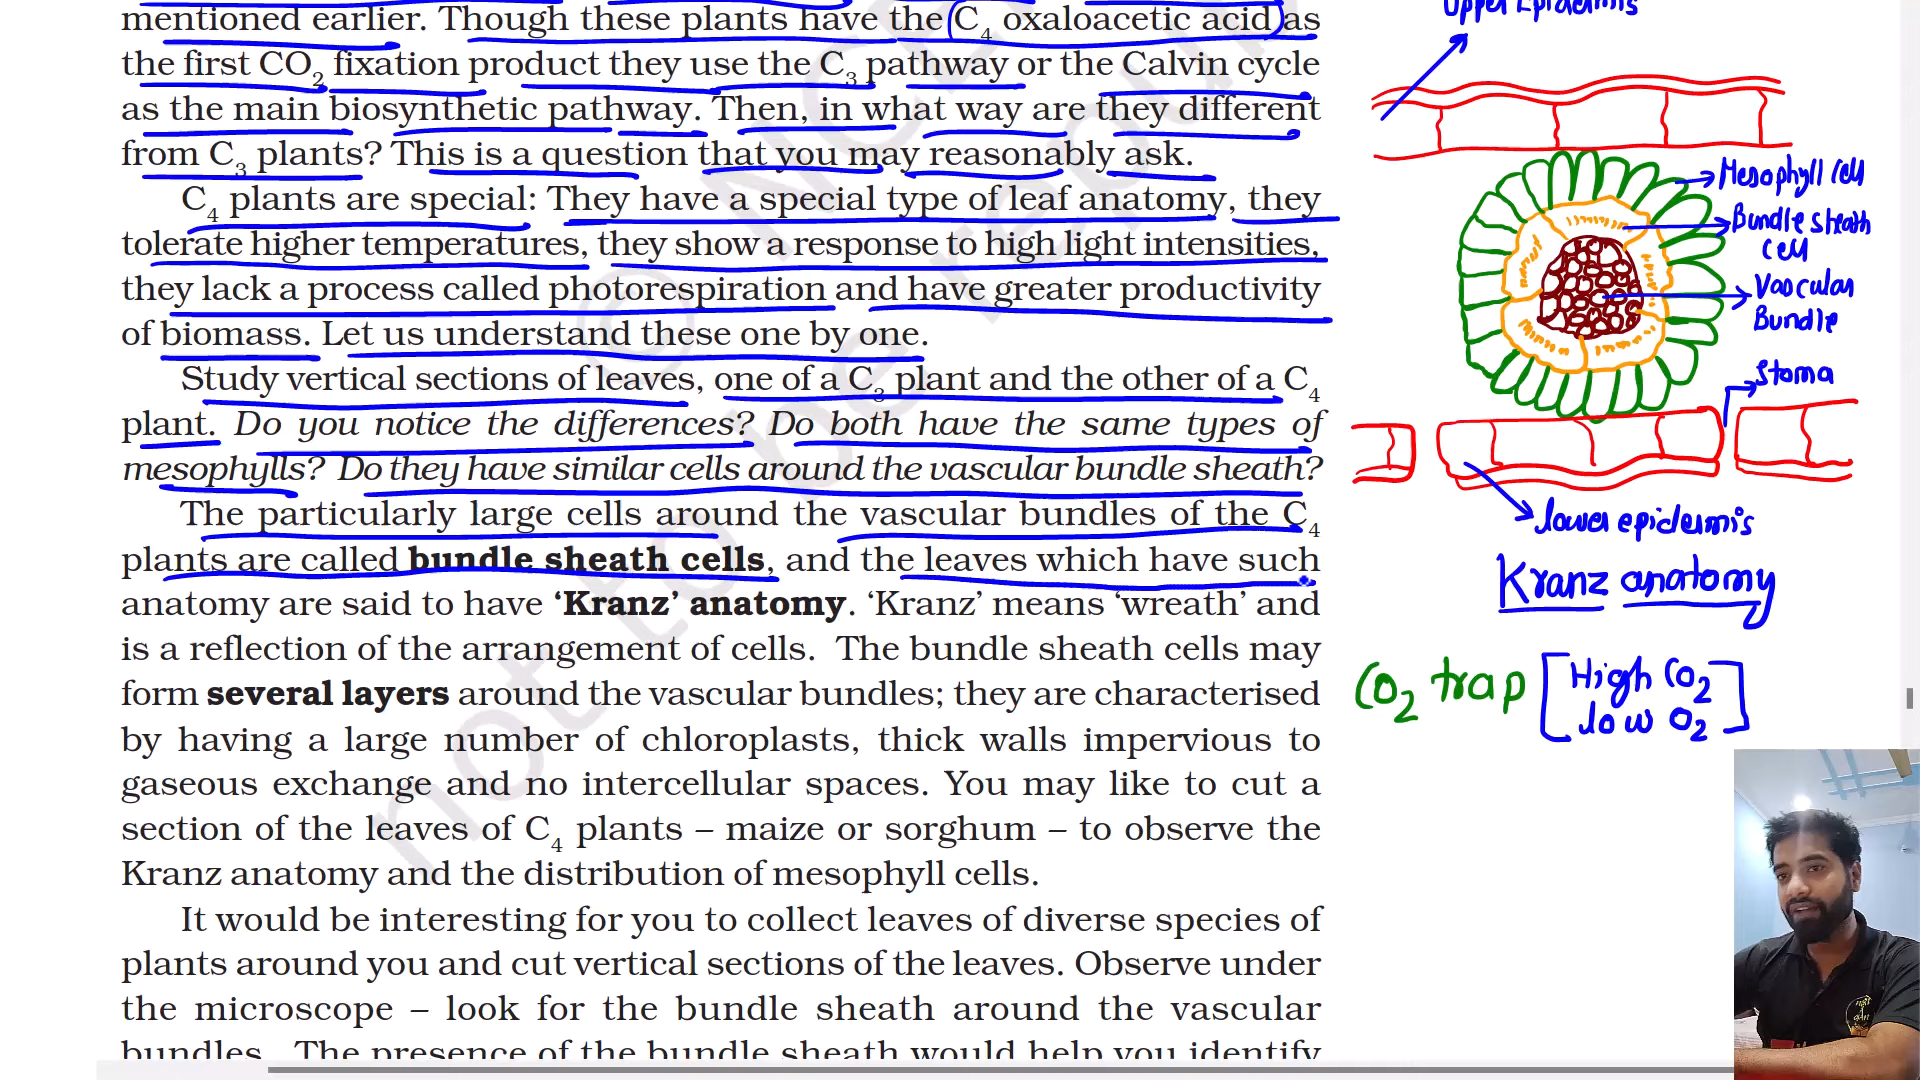 mentioned earlier. Though these plants have the C4 oxaloacetic acid as
the first CO2 fixation product they use the C3 pathway or the Calvin cycle
as the main biosynthetic pathway. Then, in what way are they different
from C3 plants? This is a question that you may reasonably ask.
C4 plants are special: They have a special type of leaf anatomy, they
tolerate higher temperatures, they show a response to high light intensities,
they lack a process called photorespiration and have greater productivity
of biomass. Let us understand these one by one.
Study vertical sections of leaves, one of a C3 plant and the other of a C4
plant. Do you notice the differences? Do both have the same types of
mesophylls? Do they have similar cells around the vascular bundle sheath?
The particularly large cells around the vascular bundles of the C4
plants are called bundle sheath cells, and the leaves which have such
anatomy are said to have ‘Kranz’ anatomy. ‘Kranz’ means ‘wreath’ and
is a reflection of the arrangement of cells. The bundle sheath cells may
form several layers around the vascular bundles; they are characterised
by having a large number of chloroplasts, thick walls impervious to
gaseous exchange and no intercellular spaces. You may like to cut a
section of the leaves of C4 plants – maize or sorghum – to observe the
Kranz anatomy and the distribution of mesophyll cells.
It would be interesting for you to collect leaves of diverse species of
plants around you and cut vertical sections of the leaves. Observe under
the microscope – look for the bundle sheath around the vascular
bundles. The presence of the bundle sheath would help you identify
Upper Epidermis
Mesophyll cell
Bundle sheath
cell
Vascular
Bundle
Stoma
lower epidermis
Kranz anatomy
CO2 trap
High CO2
low O2